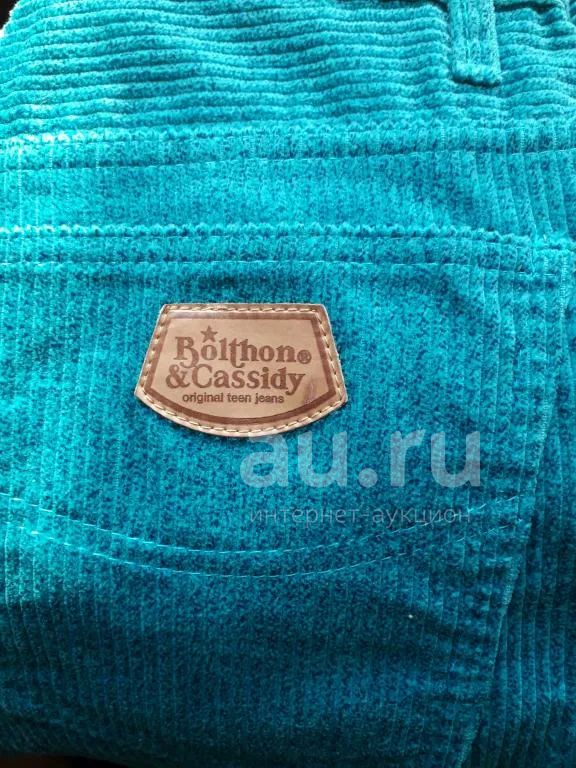 Bolthon®
&Cassidy
original teen jeans
au.ru
интернет-аукцион